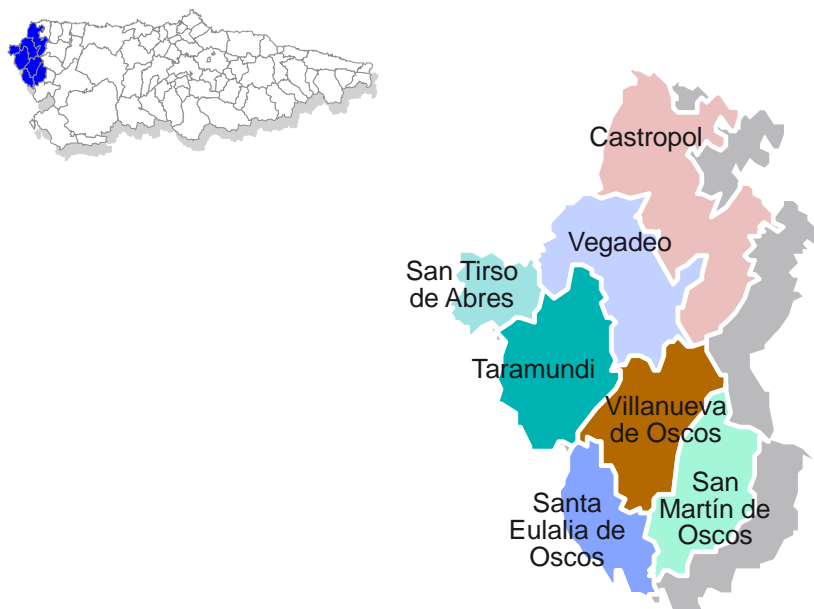 Castropol
Vegadeo
San Tirso
de Abres
Taramundi
Villanueva
de Oscos
San
Martín de
Oscos
Santa
Eulalia de
Oscos